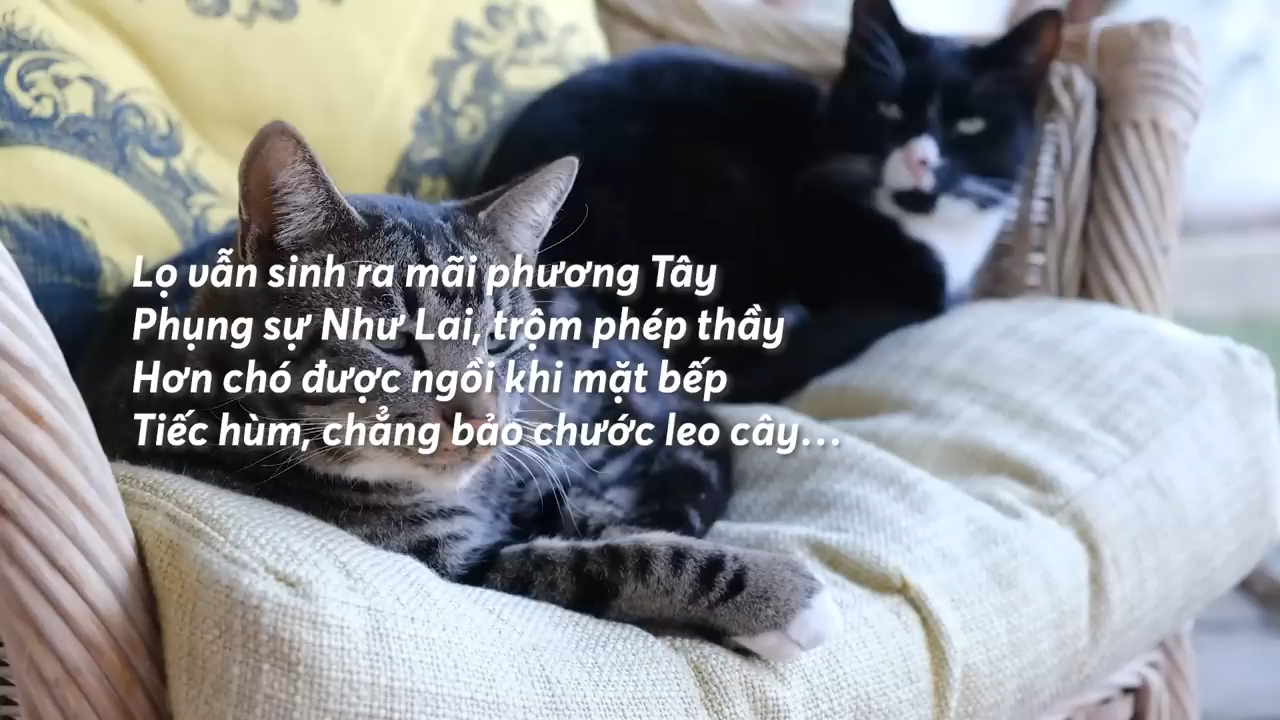 Lọ vẫn sinh ra mãi phương Tây
Phụng sự Như Lai, trộm phép thầy
Hơn chó được ngồi khi mặt bếp
Tiếc hùm, chẳng bảo chước leo cây...